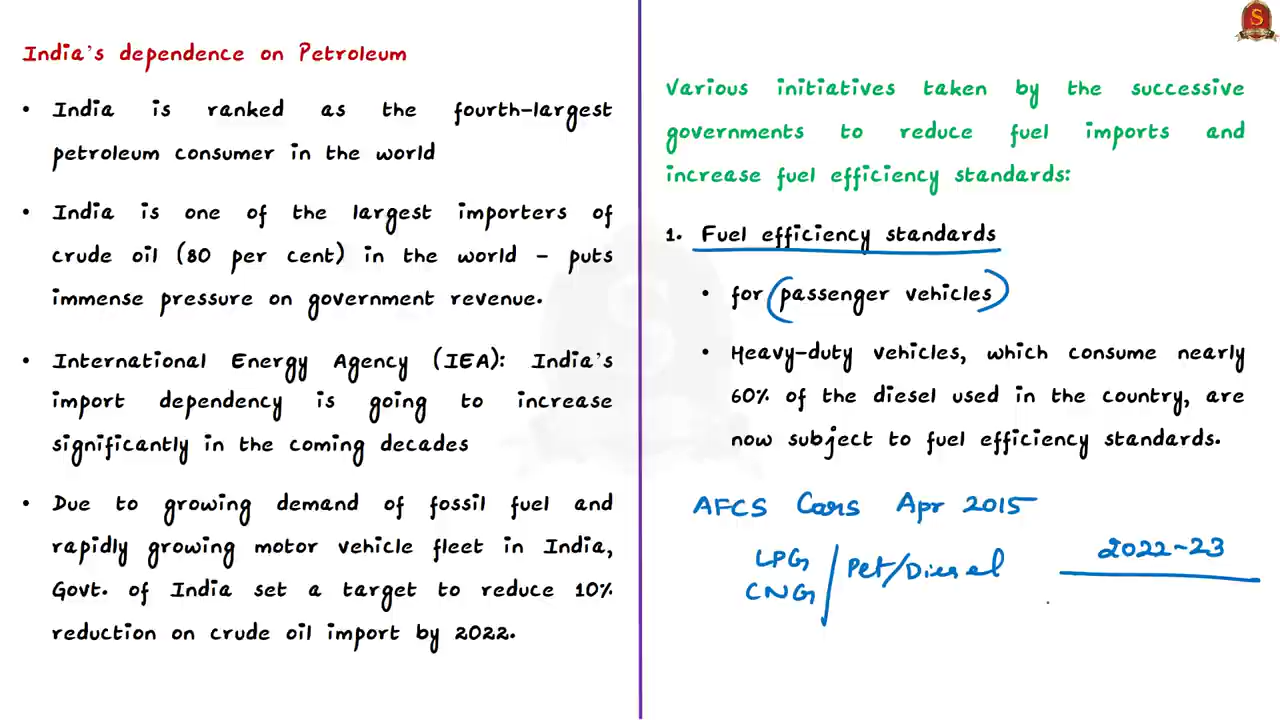 India's dependence on Petroleum
• India is ranked as the fourth-largest
petroleum consumer in the world
• India is one of the largest importers of
crude oil (80 per cent) in the world - puts
immense pressure on government revenue.
• International Energy Agency (IEA): India's
import dependency is going to increase
significantly in the coming decades
• Due to growing demand of fossil fuel and
rapidly growing motor vehicle fleet in India,
Govt. of India set a target to reduce 10%
reduction on crude oil import by 2022.
Various initiatives taken by the successive
governments to reduce fuel imports and
increase fuel efficiency standards:
1. Fuel efficiency standards
• for (passenger vehicles)
• Heavy-duty vehicles, which consume nearly
60% of the diesel used in the country, are
now subject to fuel efficiency standards.
AFCS Cars Apr 2015
LPG
CNG / Pet/Diesel
2022-23